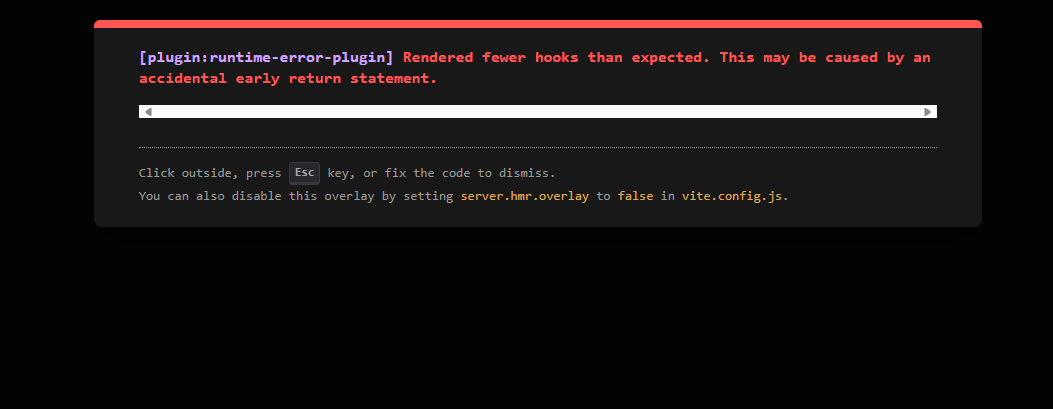 [plugin:runtime-error-plugin] Rendered fewer hooks than expected. This may be caused by an
accidental early return statement.
Click outside, press Esc key, or fix the code to dismiss.
You can also disable this overlay by setting server.hmr.overlay to false in vite.config.js.